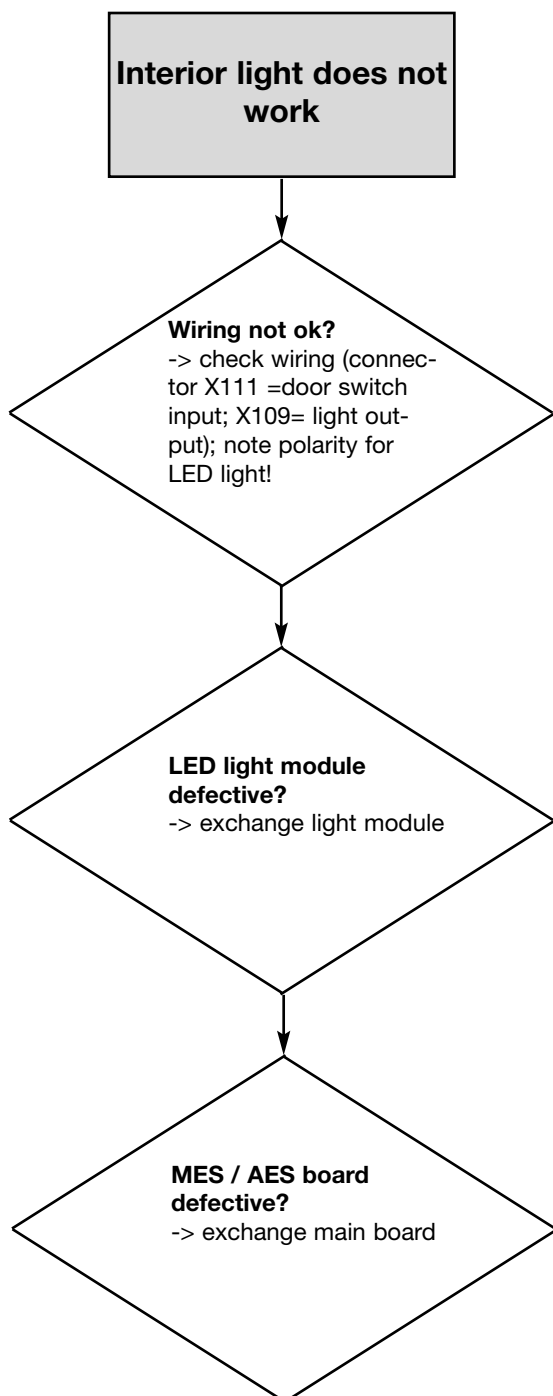 Interior light does not
work
Wiring not ok?
-> check wiring (connec-
tor X111 =door switch
input; X109= light out-
put); note polarity for
LED light!
LED light module
defective?
-> exchange light module
MES / AES board
defective?
-> exchange main board